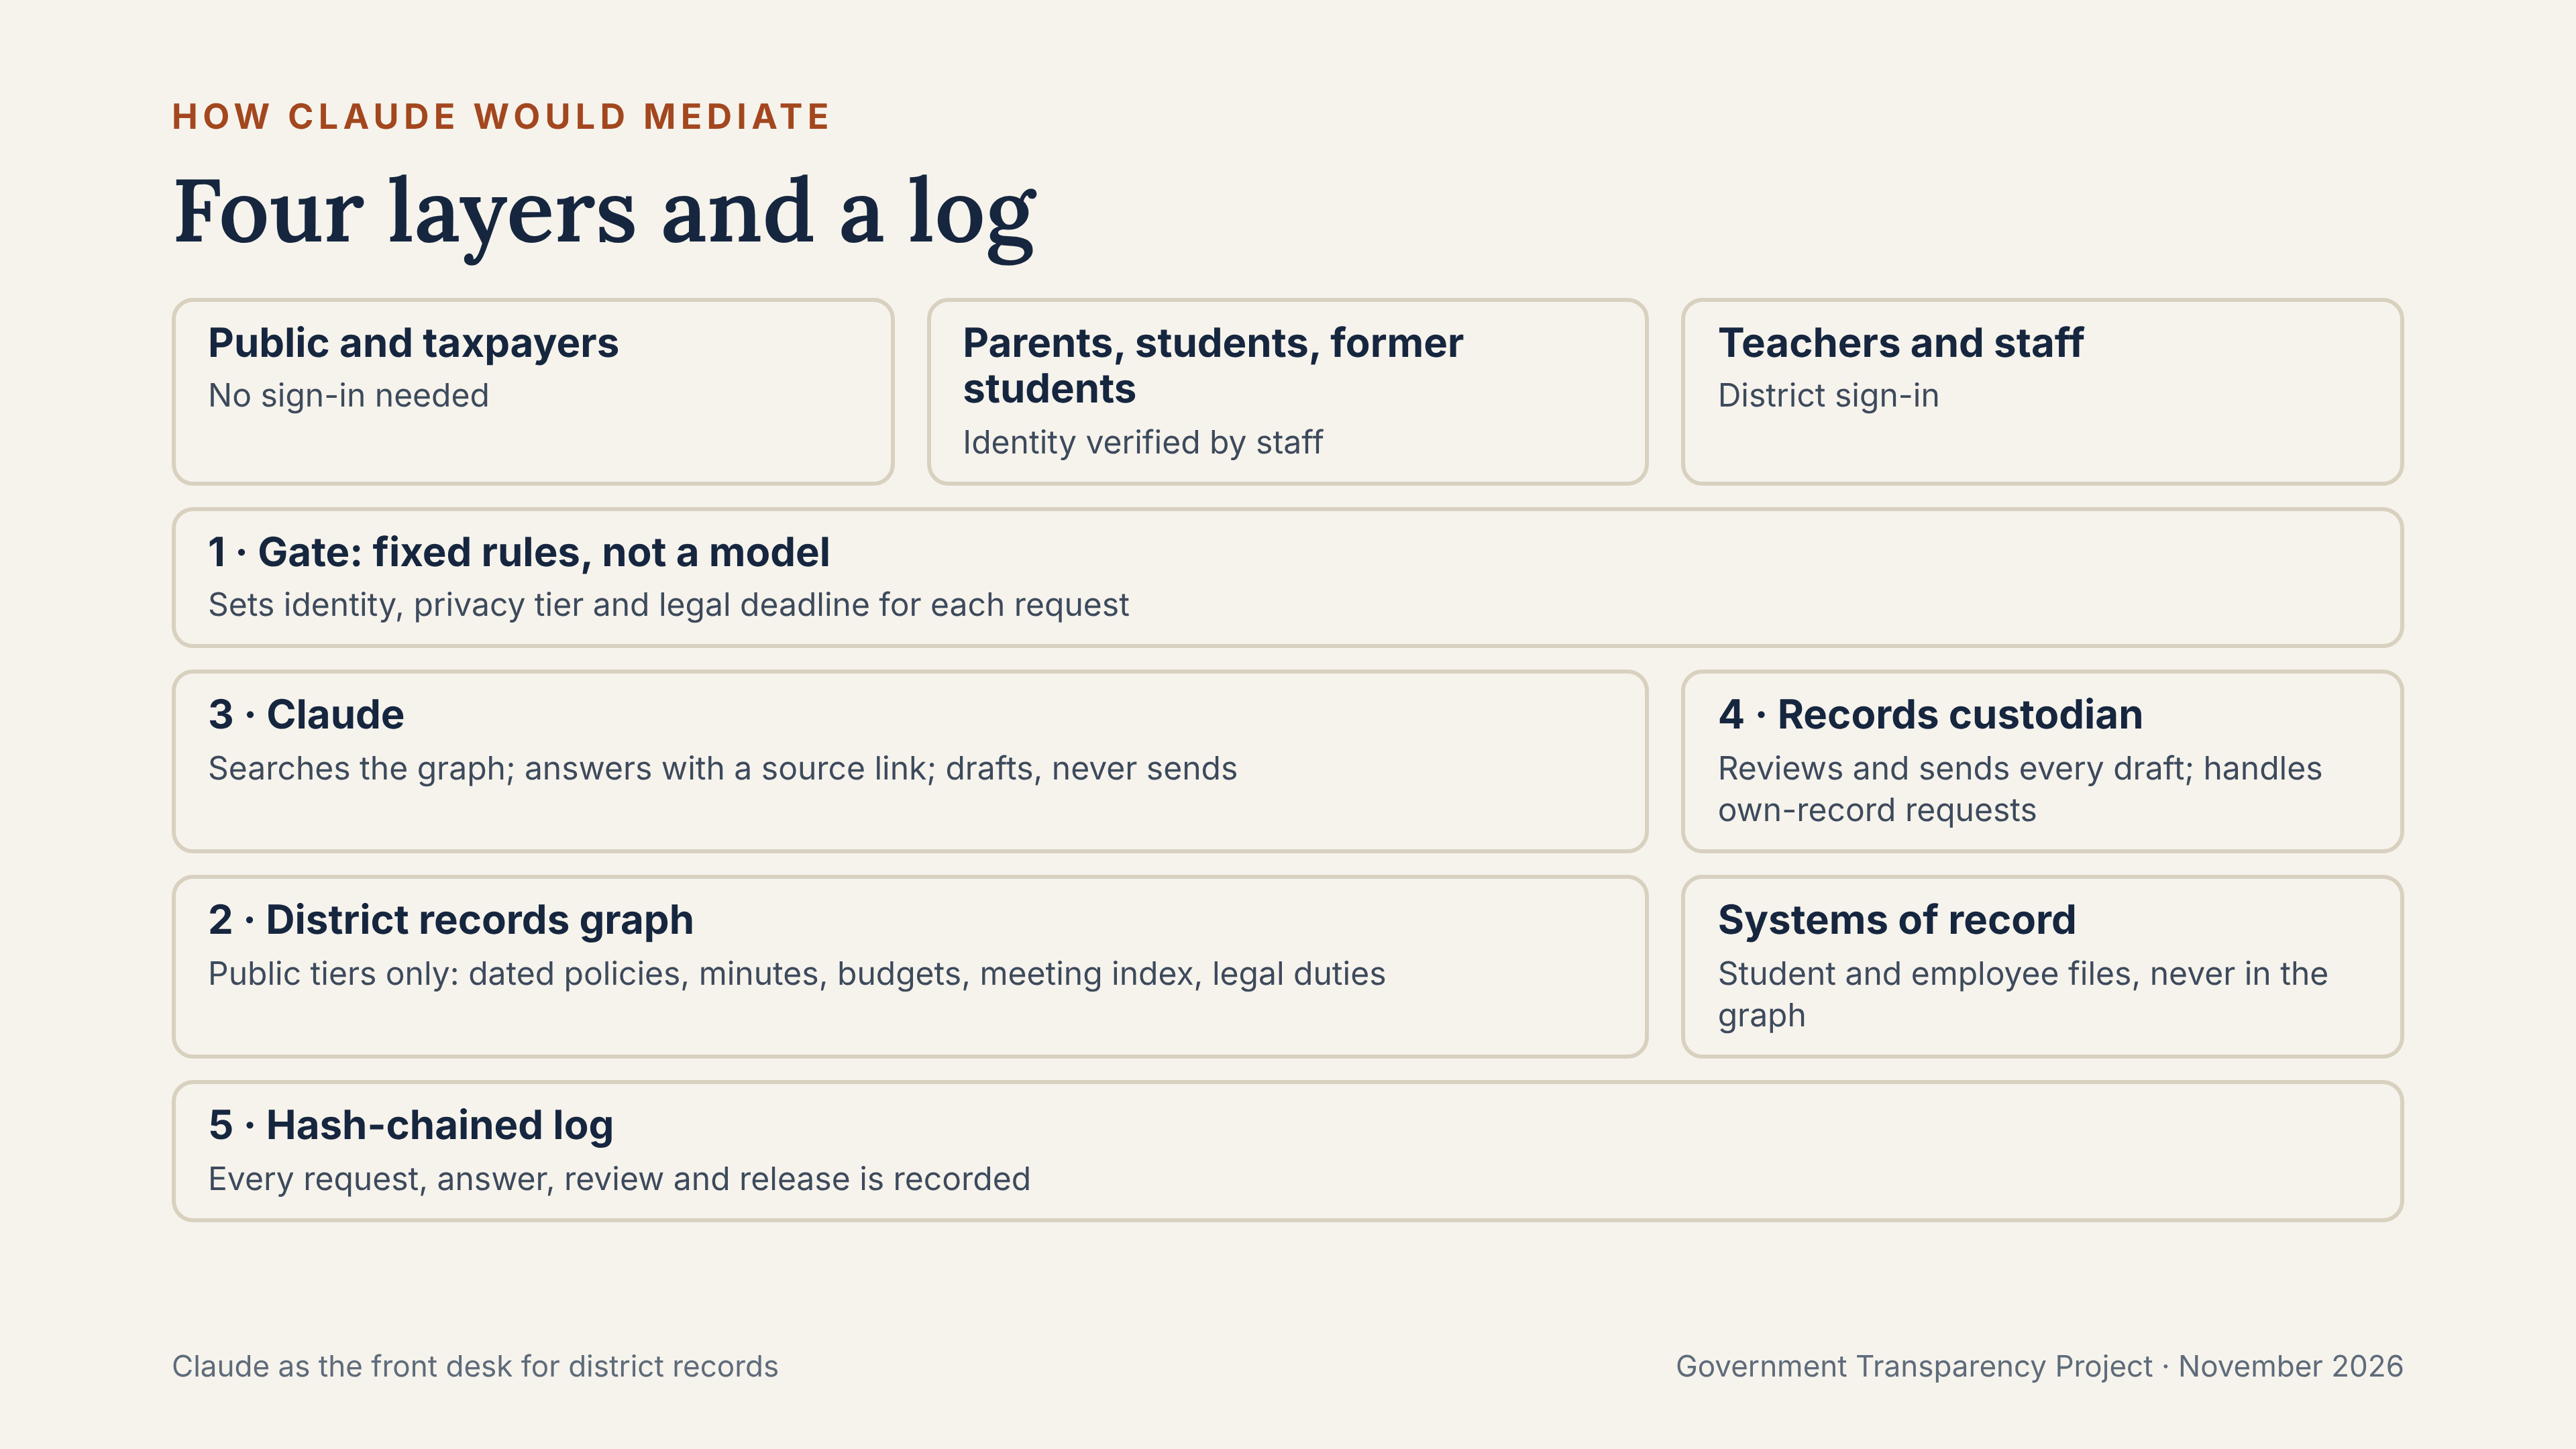 HOW CLAUDE WOULD MEDIATE
Four layers and a log
Public and taxpayers
No sign-in needed
Parents, students, former
students
Identity verified by staff
Teachers and staff
District sign-in
1 · Gate: fixed rules, not a model
Sets identity, privacy tier and legal deadline for each request
3 · Claude
Searches the graph; answers with a source link; drafts, never sends
4 · Records custodian
Reviews and sends every draft; handles
own-record requests
2 · District records graph
Public tiers only: dated policies, minutes, budgets, meeting index, legal duties
Systems of record
Student and employee files, never in the
graph
5 · Hash-chained log
Every request, answer, review and release is recorded
Claude as the front desk for district records
Government Transparency Project · November 2026